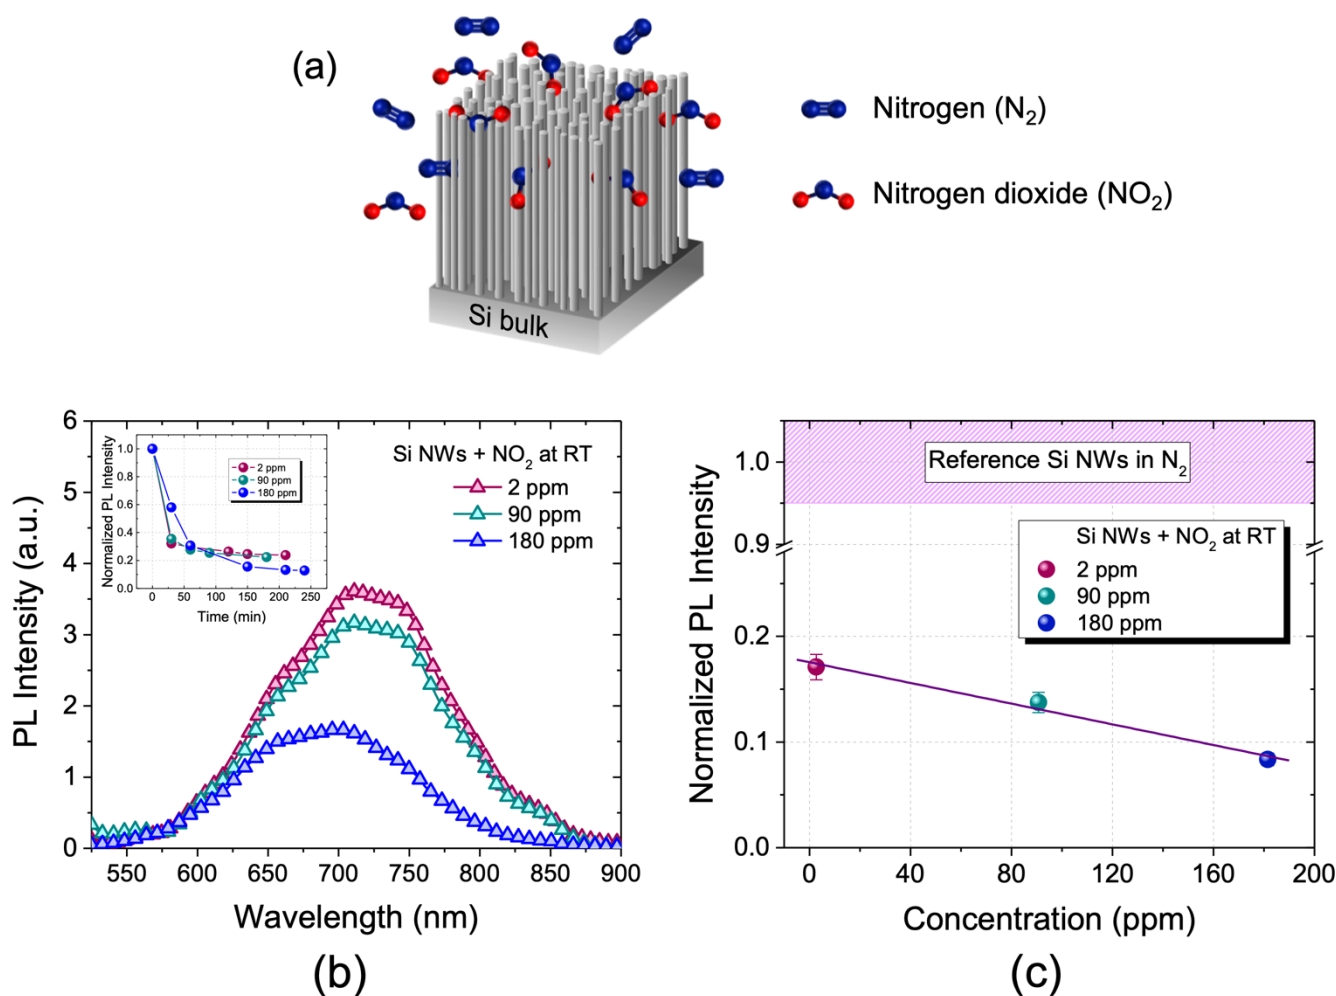 (a)
Nitrogen (N₂)
Nitrogen dioxide (NO₂)
Si bulk
6
5
4
3
2
1
0
PL Intensity (a.u.)
550 600 650 700 750 800 850 900
Wavelength (nm)
Si NWs + NO₂ at RT
2 ppm
90 ppm
180 ppm
1.0
0.8
0.6
0.4
0.2
0.0
Normalized PL Intensity
0 50 100 150 200 250
Time (min)
2 ppm
90 ppm
180 ppm
(b)
1.0
0.9
0.2
0.1
0.0
Normalized PL Intensity
Reference Si NWs in N₂
Si NWs + NO₂ at RT
2 ppm
90 ppm
180 ppm
0 40 80 120 160 200
Concentration (ppm)
(c)